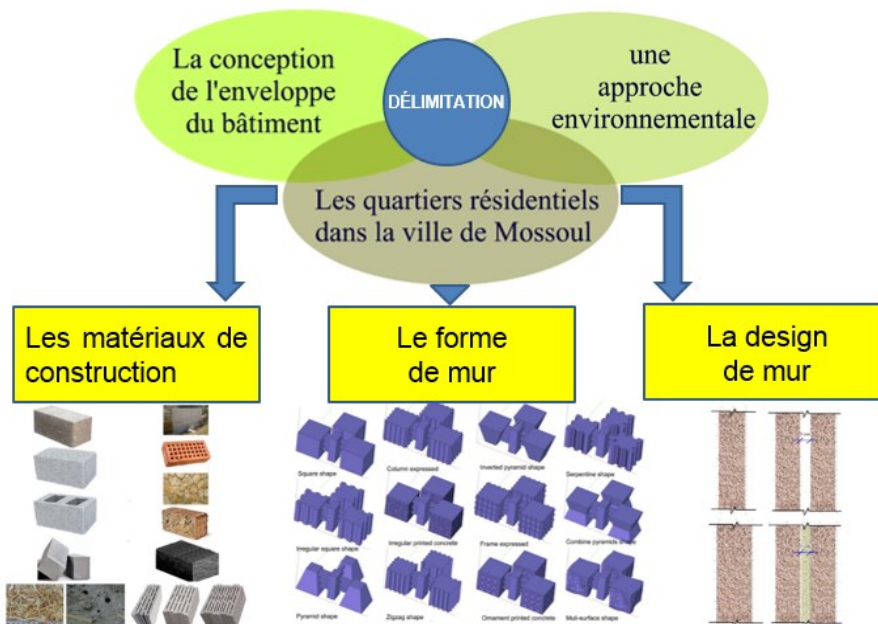 La conception
de l'enveloppe
du bâtiment
DÉLIMITATION
une
approche
environnementale
Les quartiers résidentiels
dans la ville de Mossoul
Les matériaux de
construction
Le forme
de mur
La design
de mur
Square shape
Column expressed
Inverted pyramid shape
Serpentine shape
Irregular square shape
Irregular printed concrete
Frame expressed
Combine pyramids shape
Pyramid shape
Zigzag shape
Ornament printed concrete
Muli-surface shape